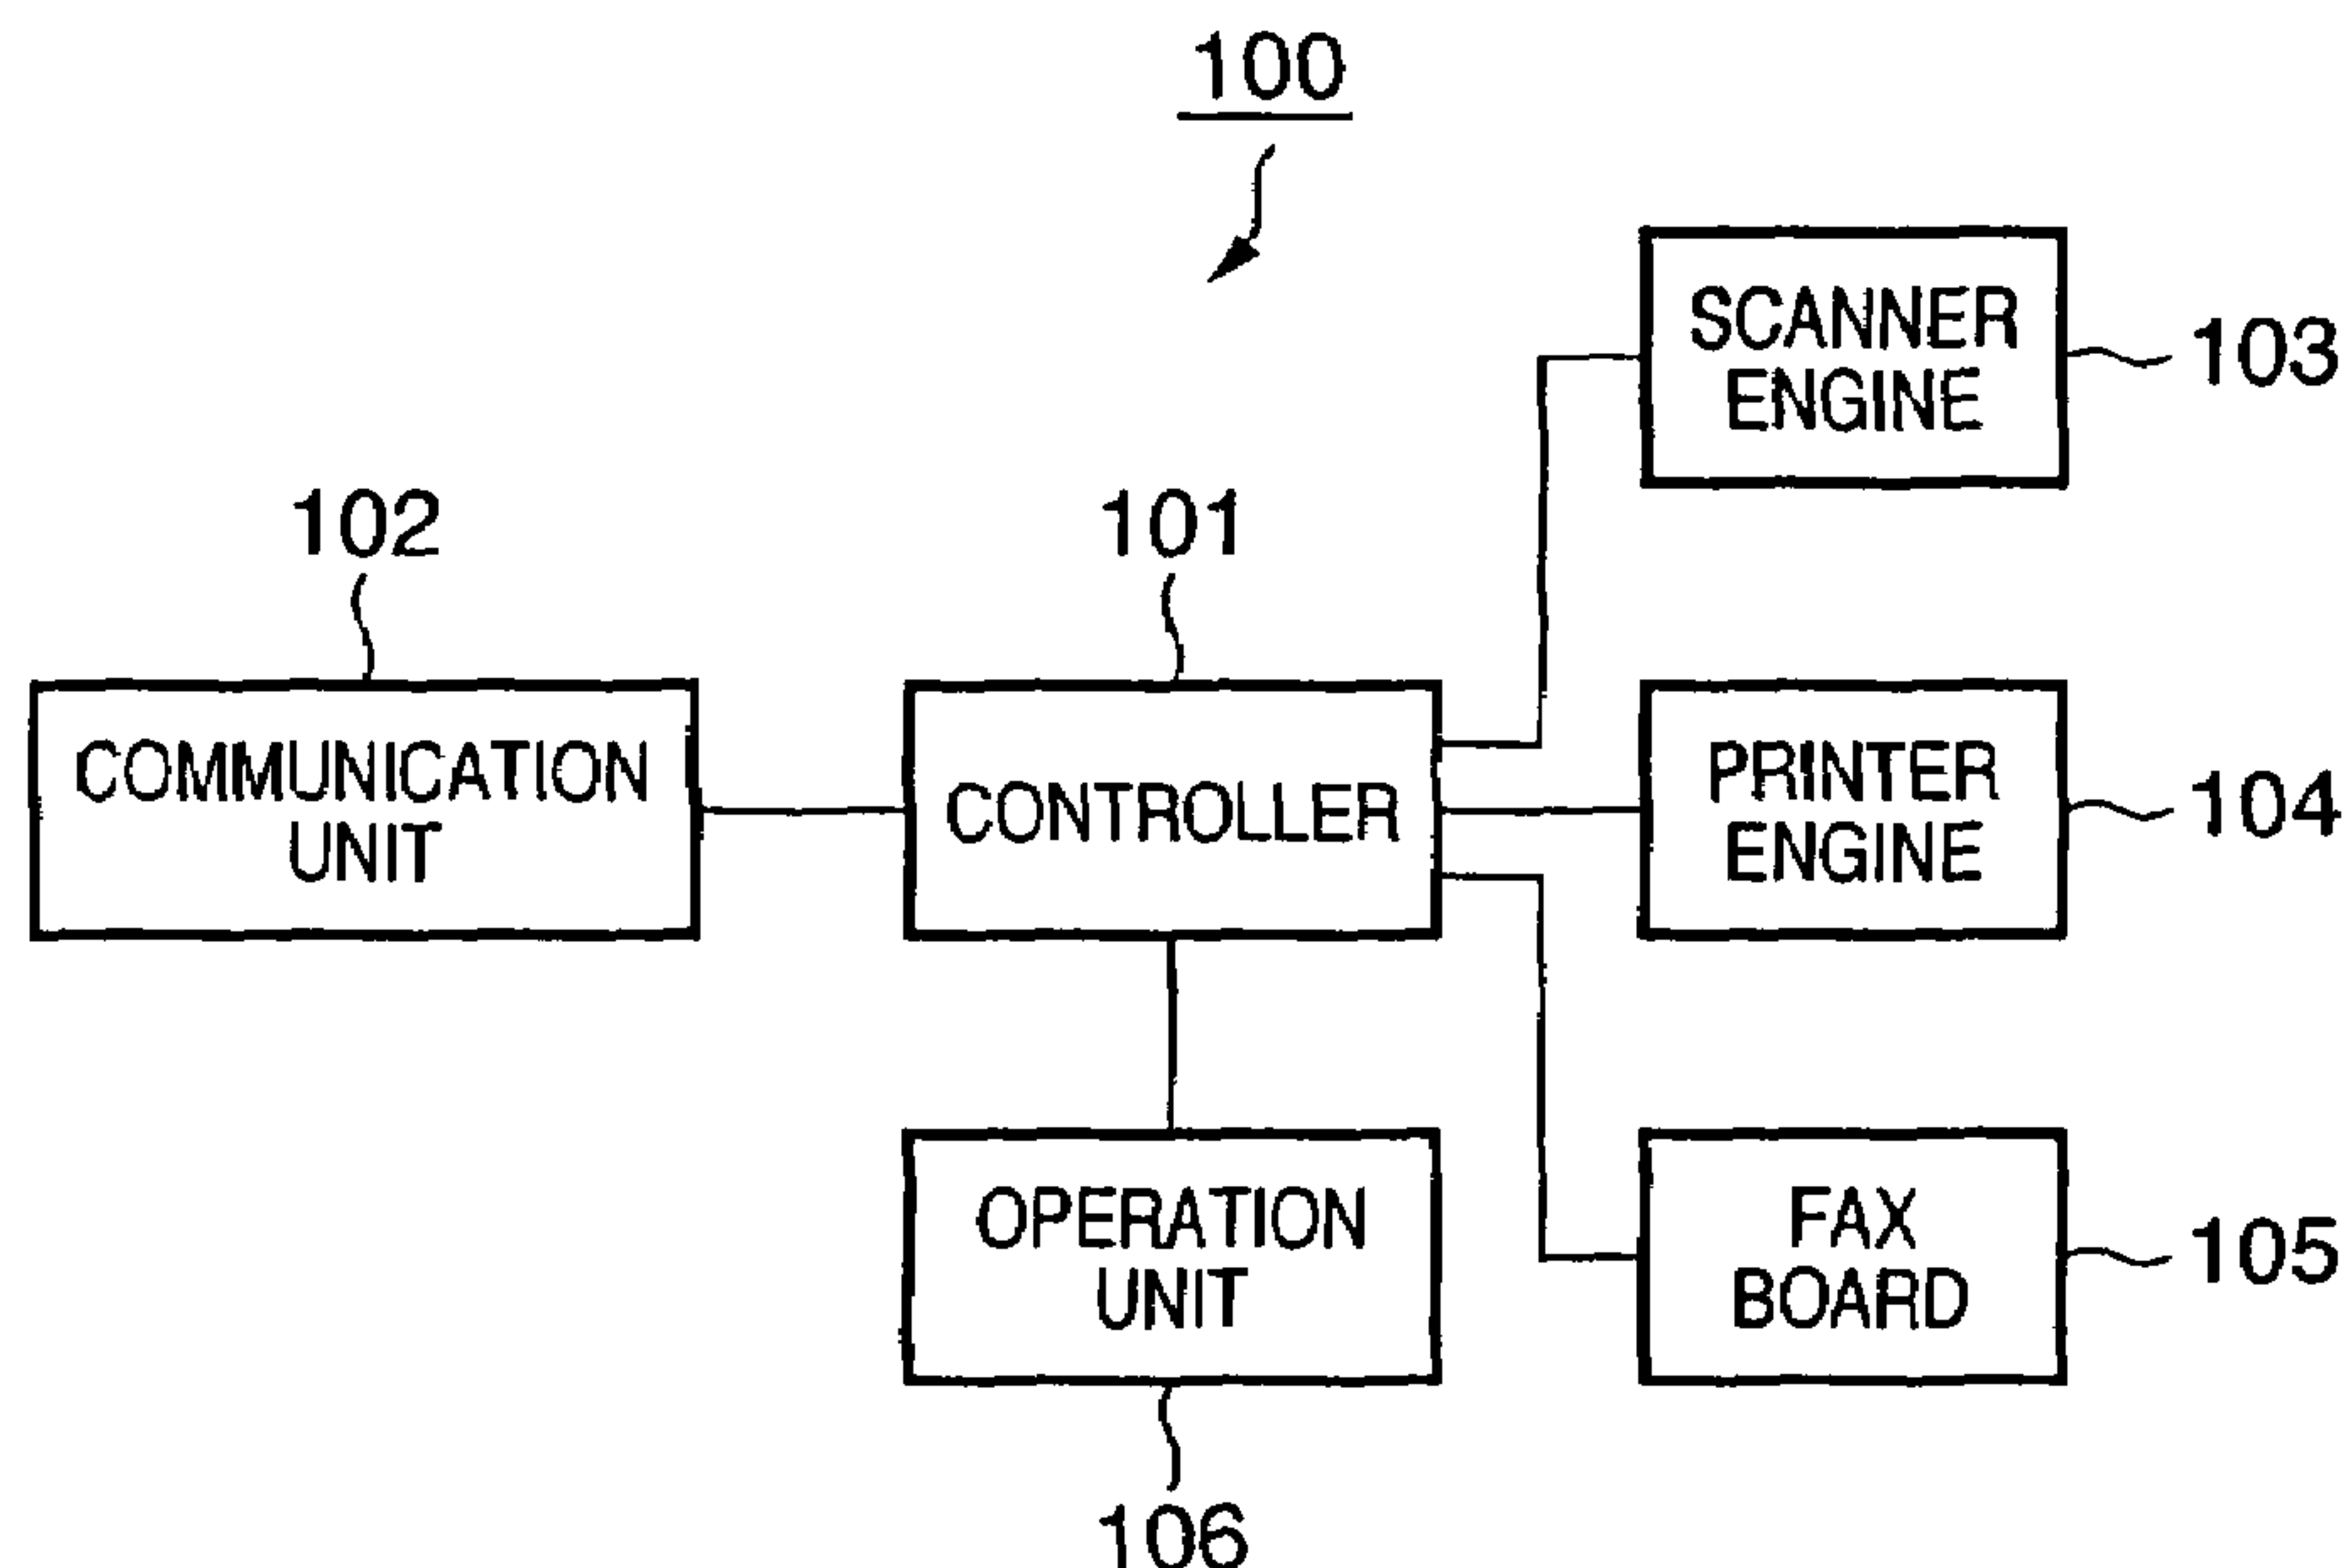 100
SCANNER
ENGINE
103
102
101
COMMUNICATION
UNIT
CONTROLLER
PRINTER
ENGINE
104
OPERATION
UNIT
FAX
BOARD
105
106